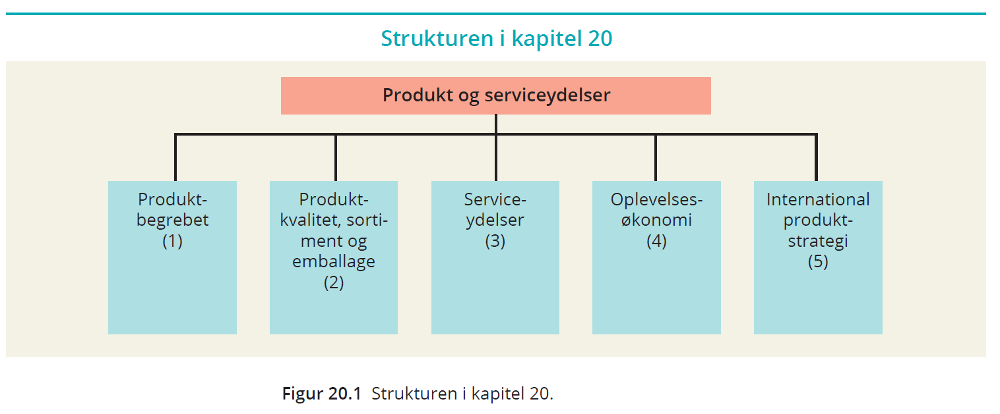 Strukturen i kapitel 20
Produkt og serviceydelser
Produkt-
begrebet
(1)
Produkt-
kvalitet, sorti-
ment og
emballage
(2)
Service-
ydelser
(3)
Oplevelses-
økonomi
(4)
International
produkt-
strategi
(5)
Figur 20.1 Strukturen i kapitel 20.